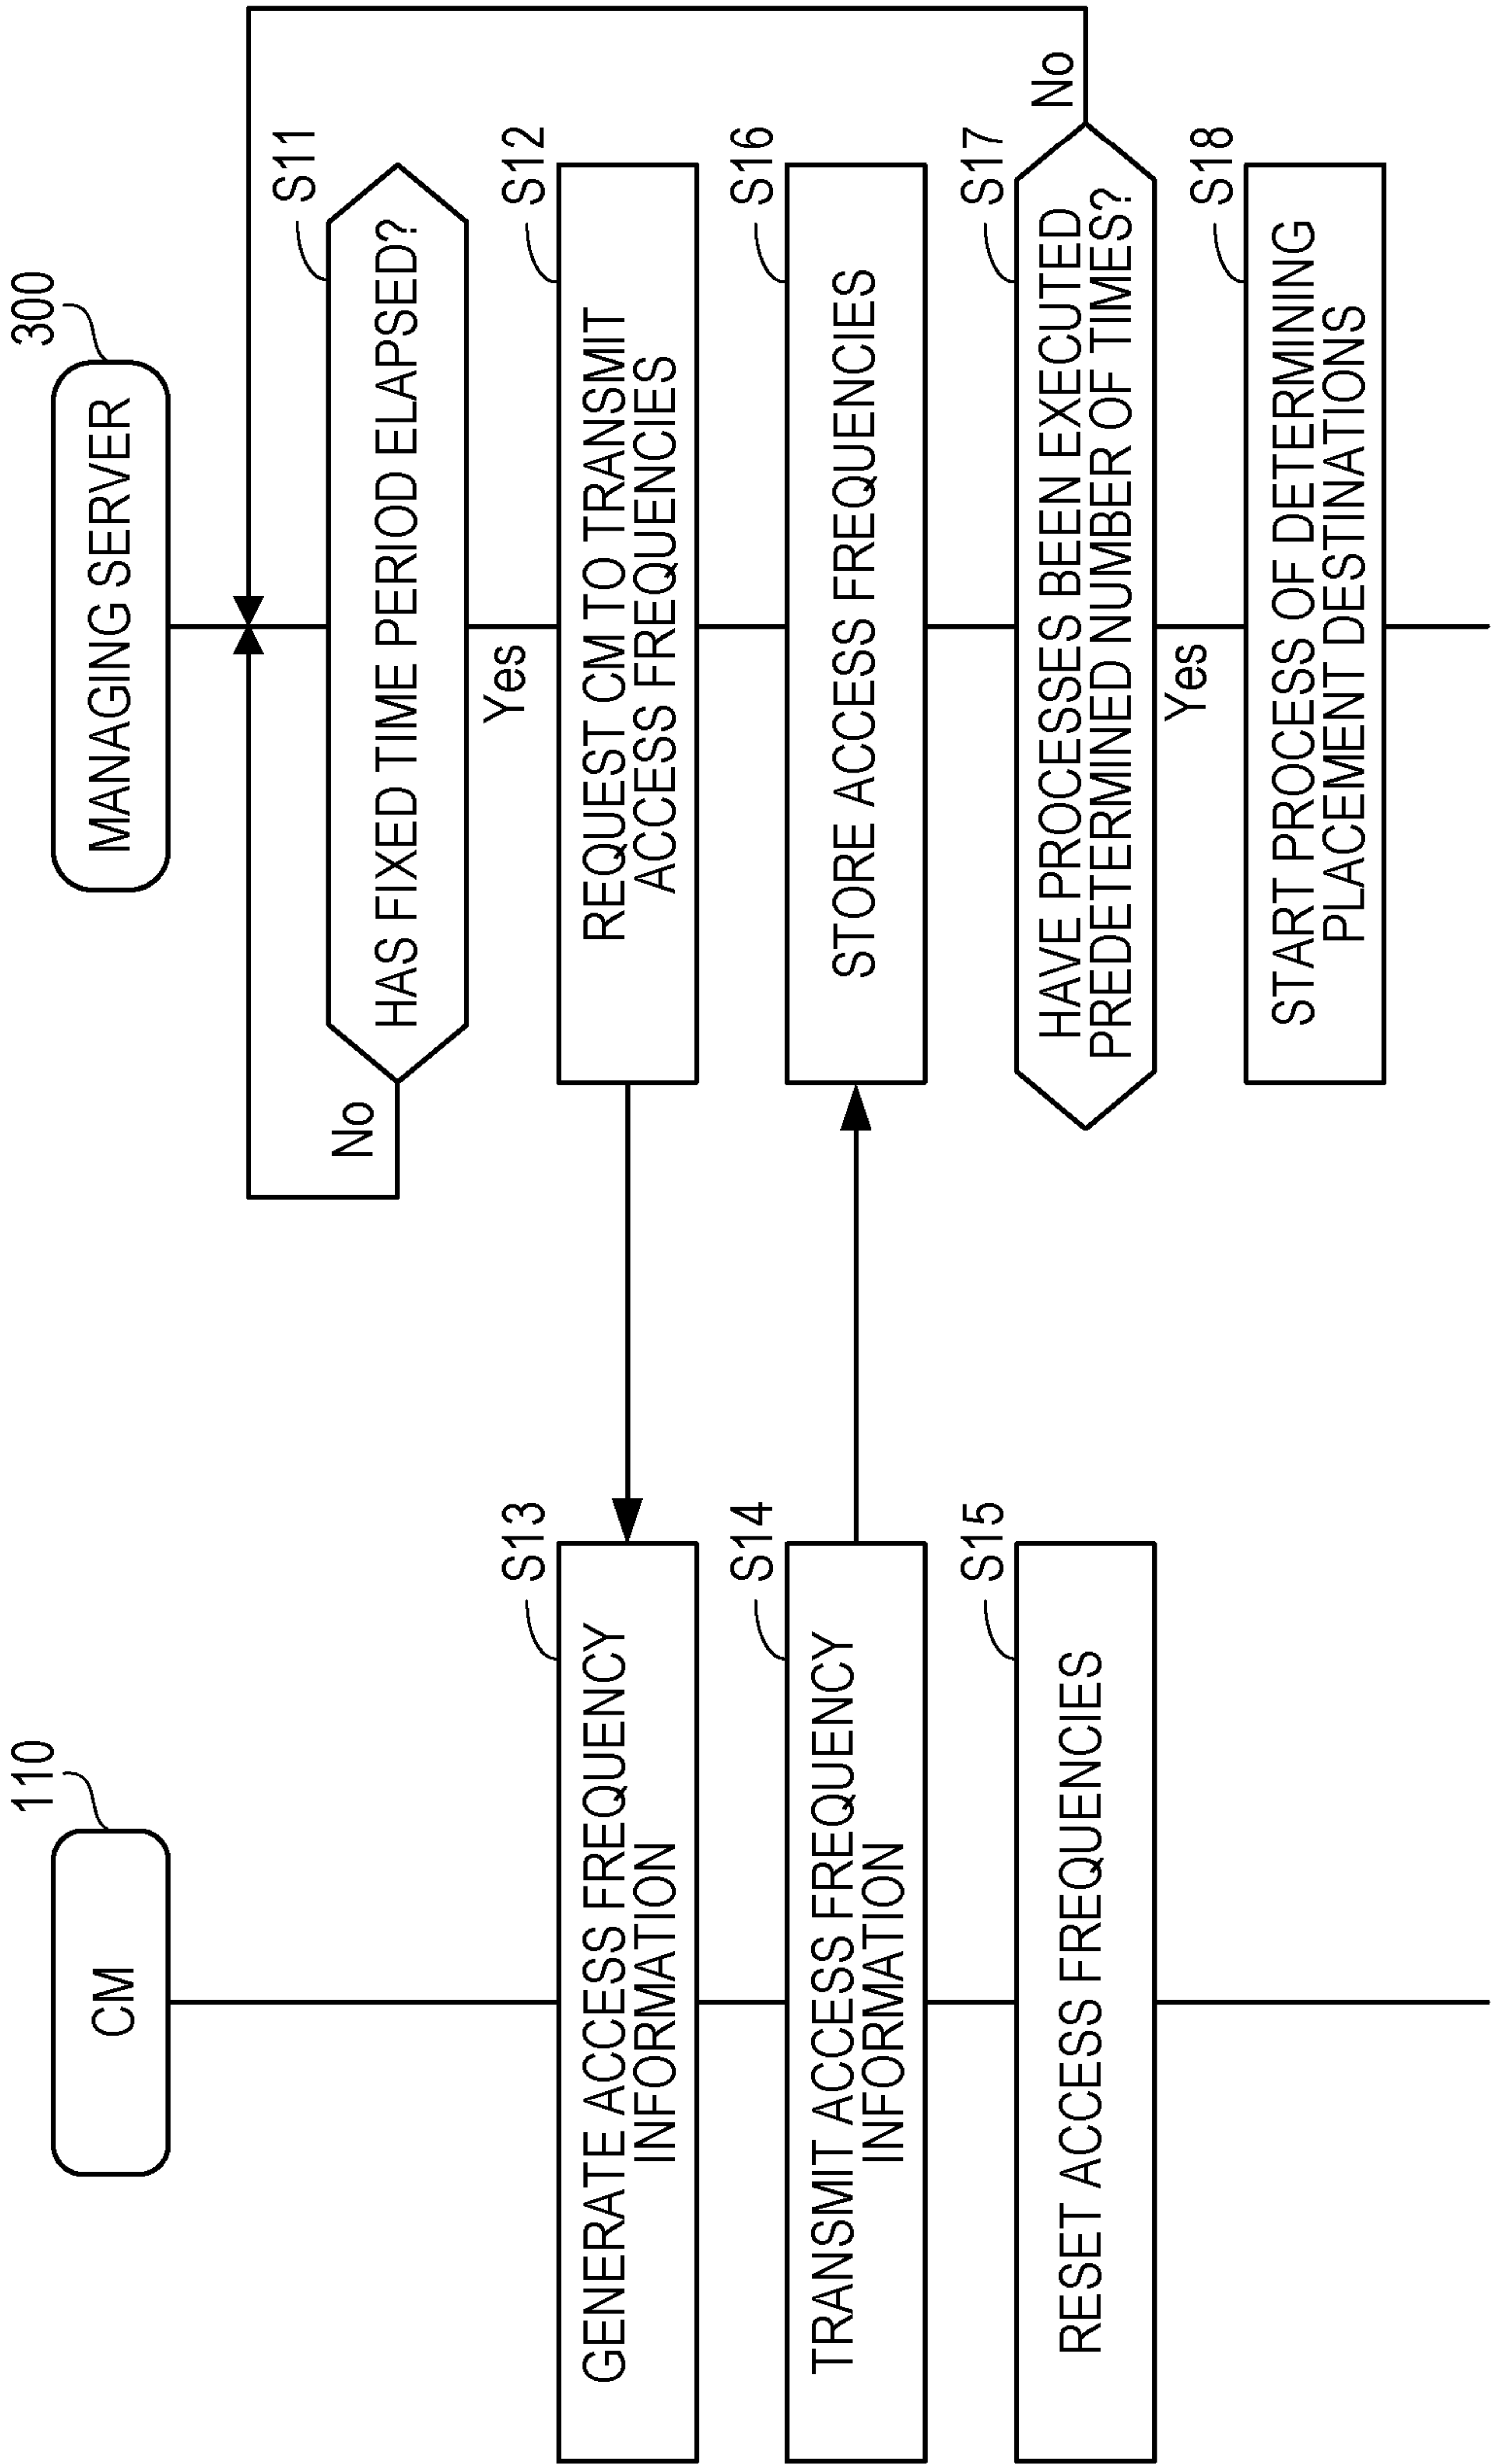 110
CM
300
MANAGING SERVER
S11
HAS FIXED TIME PERIOD ELAPSED?
No
Yes
S12
REQUEST CM TO TRANSMIT
ACCESS FREQUENCIES
S13
GENERATE ACCESS FREQUENCY
INFORMATION
S14
TRANSMIT ACCESS FREQUENCY
INFORMATION
S16
STORE ACCESS FREQUENCIES
S15
RESET ACCESS FREQUENCIES
S17
HAVE PROCESSES BEEN EXECUTED
PREDETERMINED NUMBER OF TIMES?
No
Yes
S18
START PROCESS OF DETERMINING
PLACEMENT DESTINATIONS